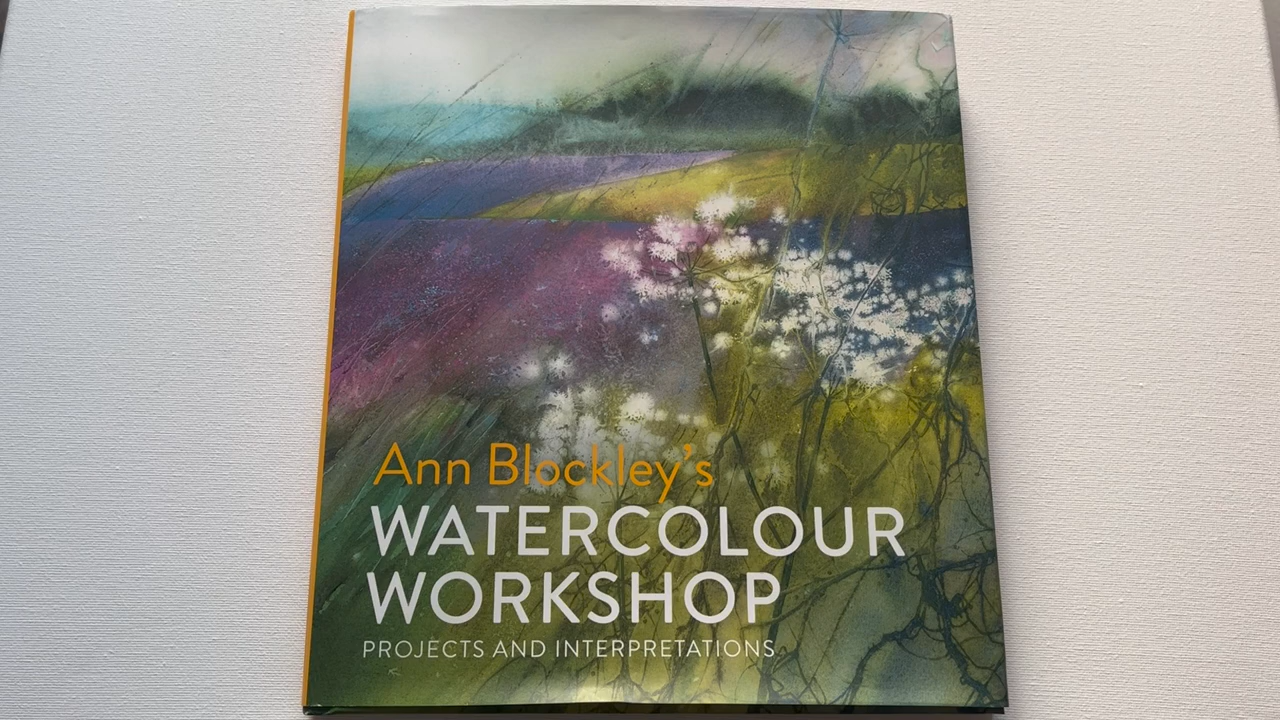 Ann Blockley's
WATERCOLOUR
WORKSHOP
PROJECTS AND INTERPRETATIONS